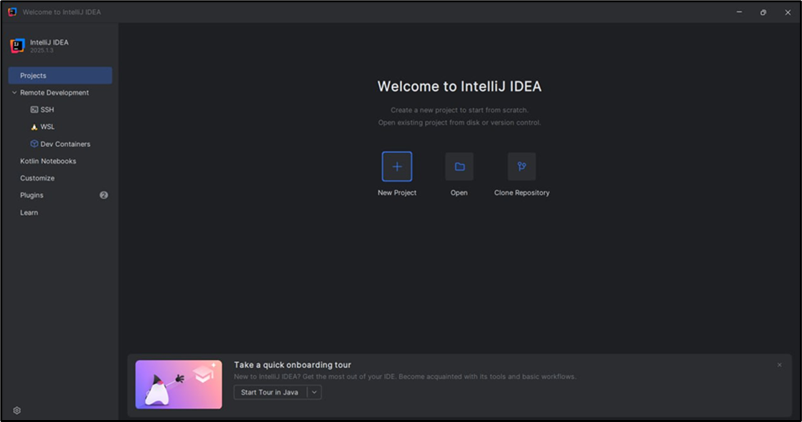 Welcome to IntelliJ IDEA
IntelliJ IDEA
2025.1.3
Projects
Remote Development
SSH
WSL
Dev Containers
Kotlin Notebooks
Customize
Plugins
2
Learn
Welcome to IntelliJ IDEA
Create a new project to start from scratch.
Open existing project from disk or version control.
New Project
Open
Clone Repository
Take a quick onboarding tour
New to IntelliJ IDEA? Get the most out of your IDE. Become acquainted with its tools and basic workflows.
Start Tour in Java